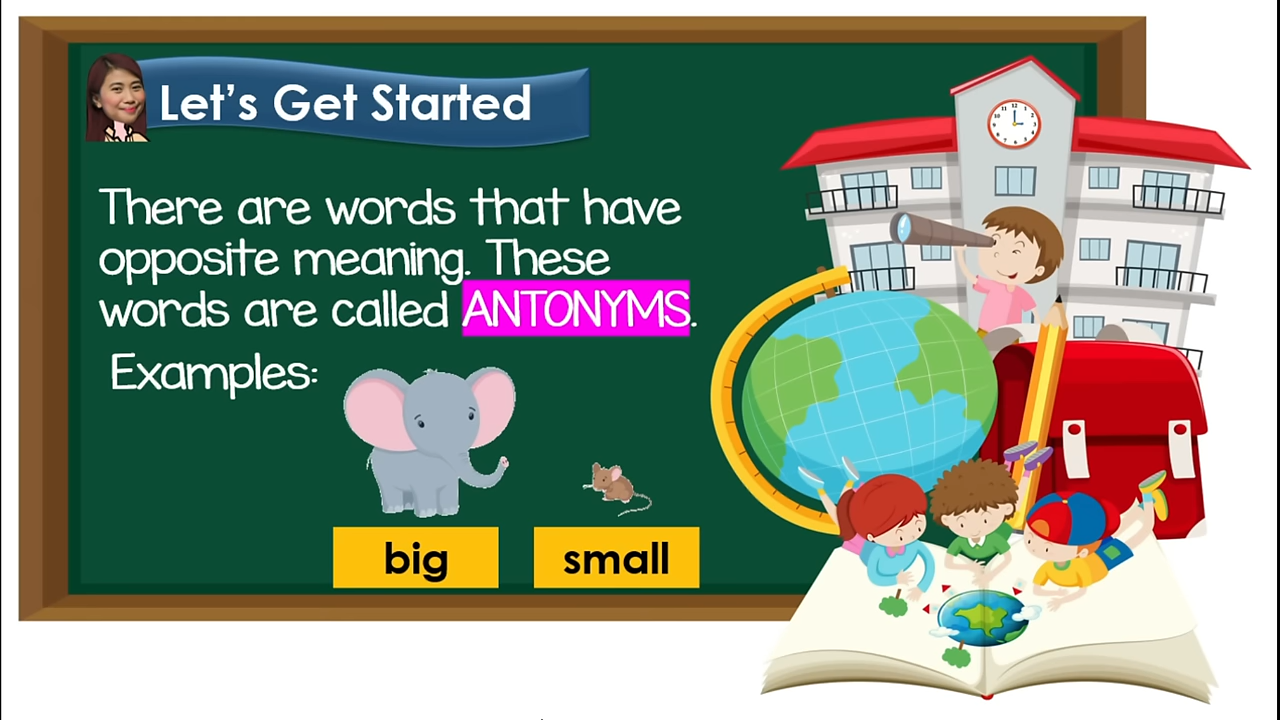 Let's Get Started
There are words that have
opposite meaning. These
words are called ANTONYMS.
Examples:
big
small